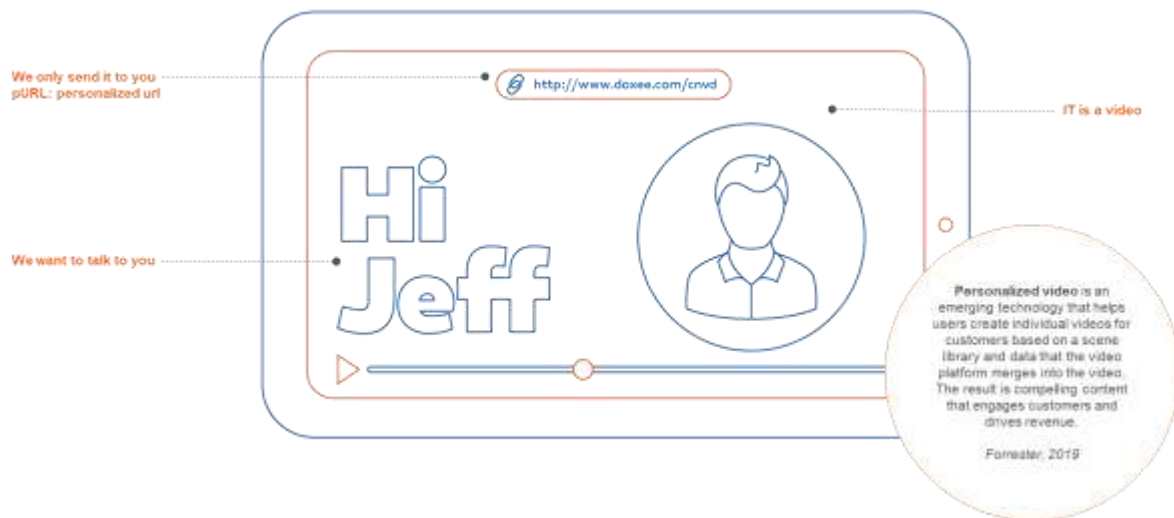 We only send it to you
pURL: personalized url
http://www.doxee.com/cnvd
IT is a video
Hi
Jeff
We want to talk to you
Personalized video is an
emerging technology that helps
users create individual videos for
customers based on a scene
library and data that the video
platform merges into the video.
The result is compelling content
that engages customers and
drives revenue.
Forrester, 2019